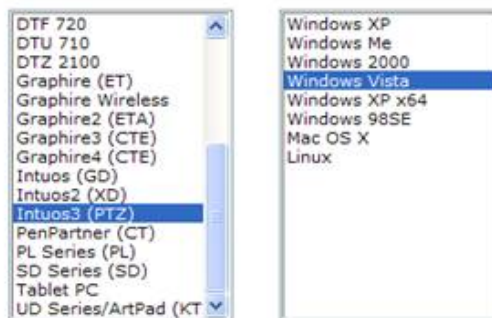 DTF 720
DTU 710
DTZ 2100
Graphire (ET)
Graphire Wireless
Graphire2 (ETA)
Graphire3 (CTE)
Graphire4 (CTE)
Intuos (GD)
Intuos2 (XD)
Intuos3 (PTZ)
PenPartner (CT)
PL Series (PL)
SD Series (SD)
Tablet PC
UD Series/ArtPad (KT
Windows XP
Windows Me
Windows 2000
Windows Vista
Windows XP x64
Windows 98SE
Mac OS X
Linux